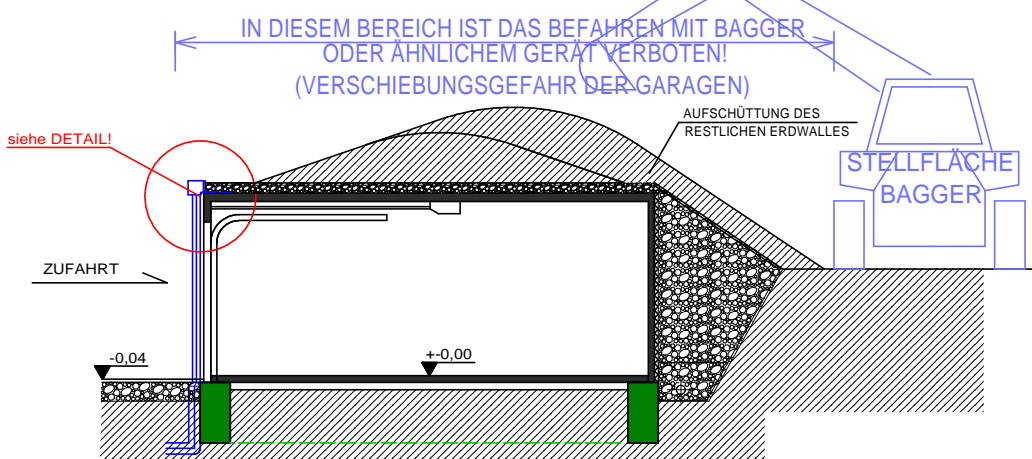 IN DIESEM BEREICH IST DAS BEFAHREN MIT BAGGER
ODER ÄHNLICHEM GERÄT VERBOTEN!
(VERSCHIEBUNGSGEFAHR DER GARAGEN)
AUFSCHÜTTUNG DES
RESTLICHEN ERDWALLES
siehe DETAIL!
STELLFLÄCHE
BAGGER
ZUFAHRT
-0,04
+-0,00